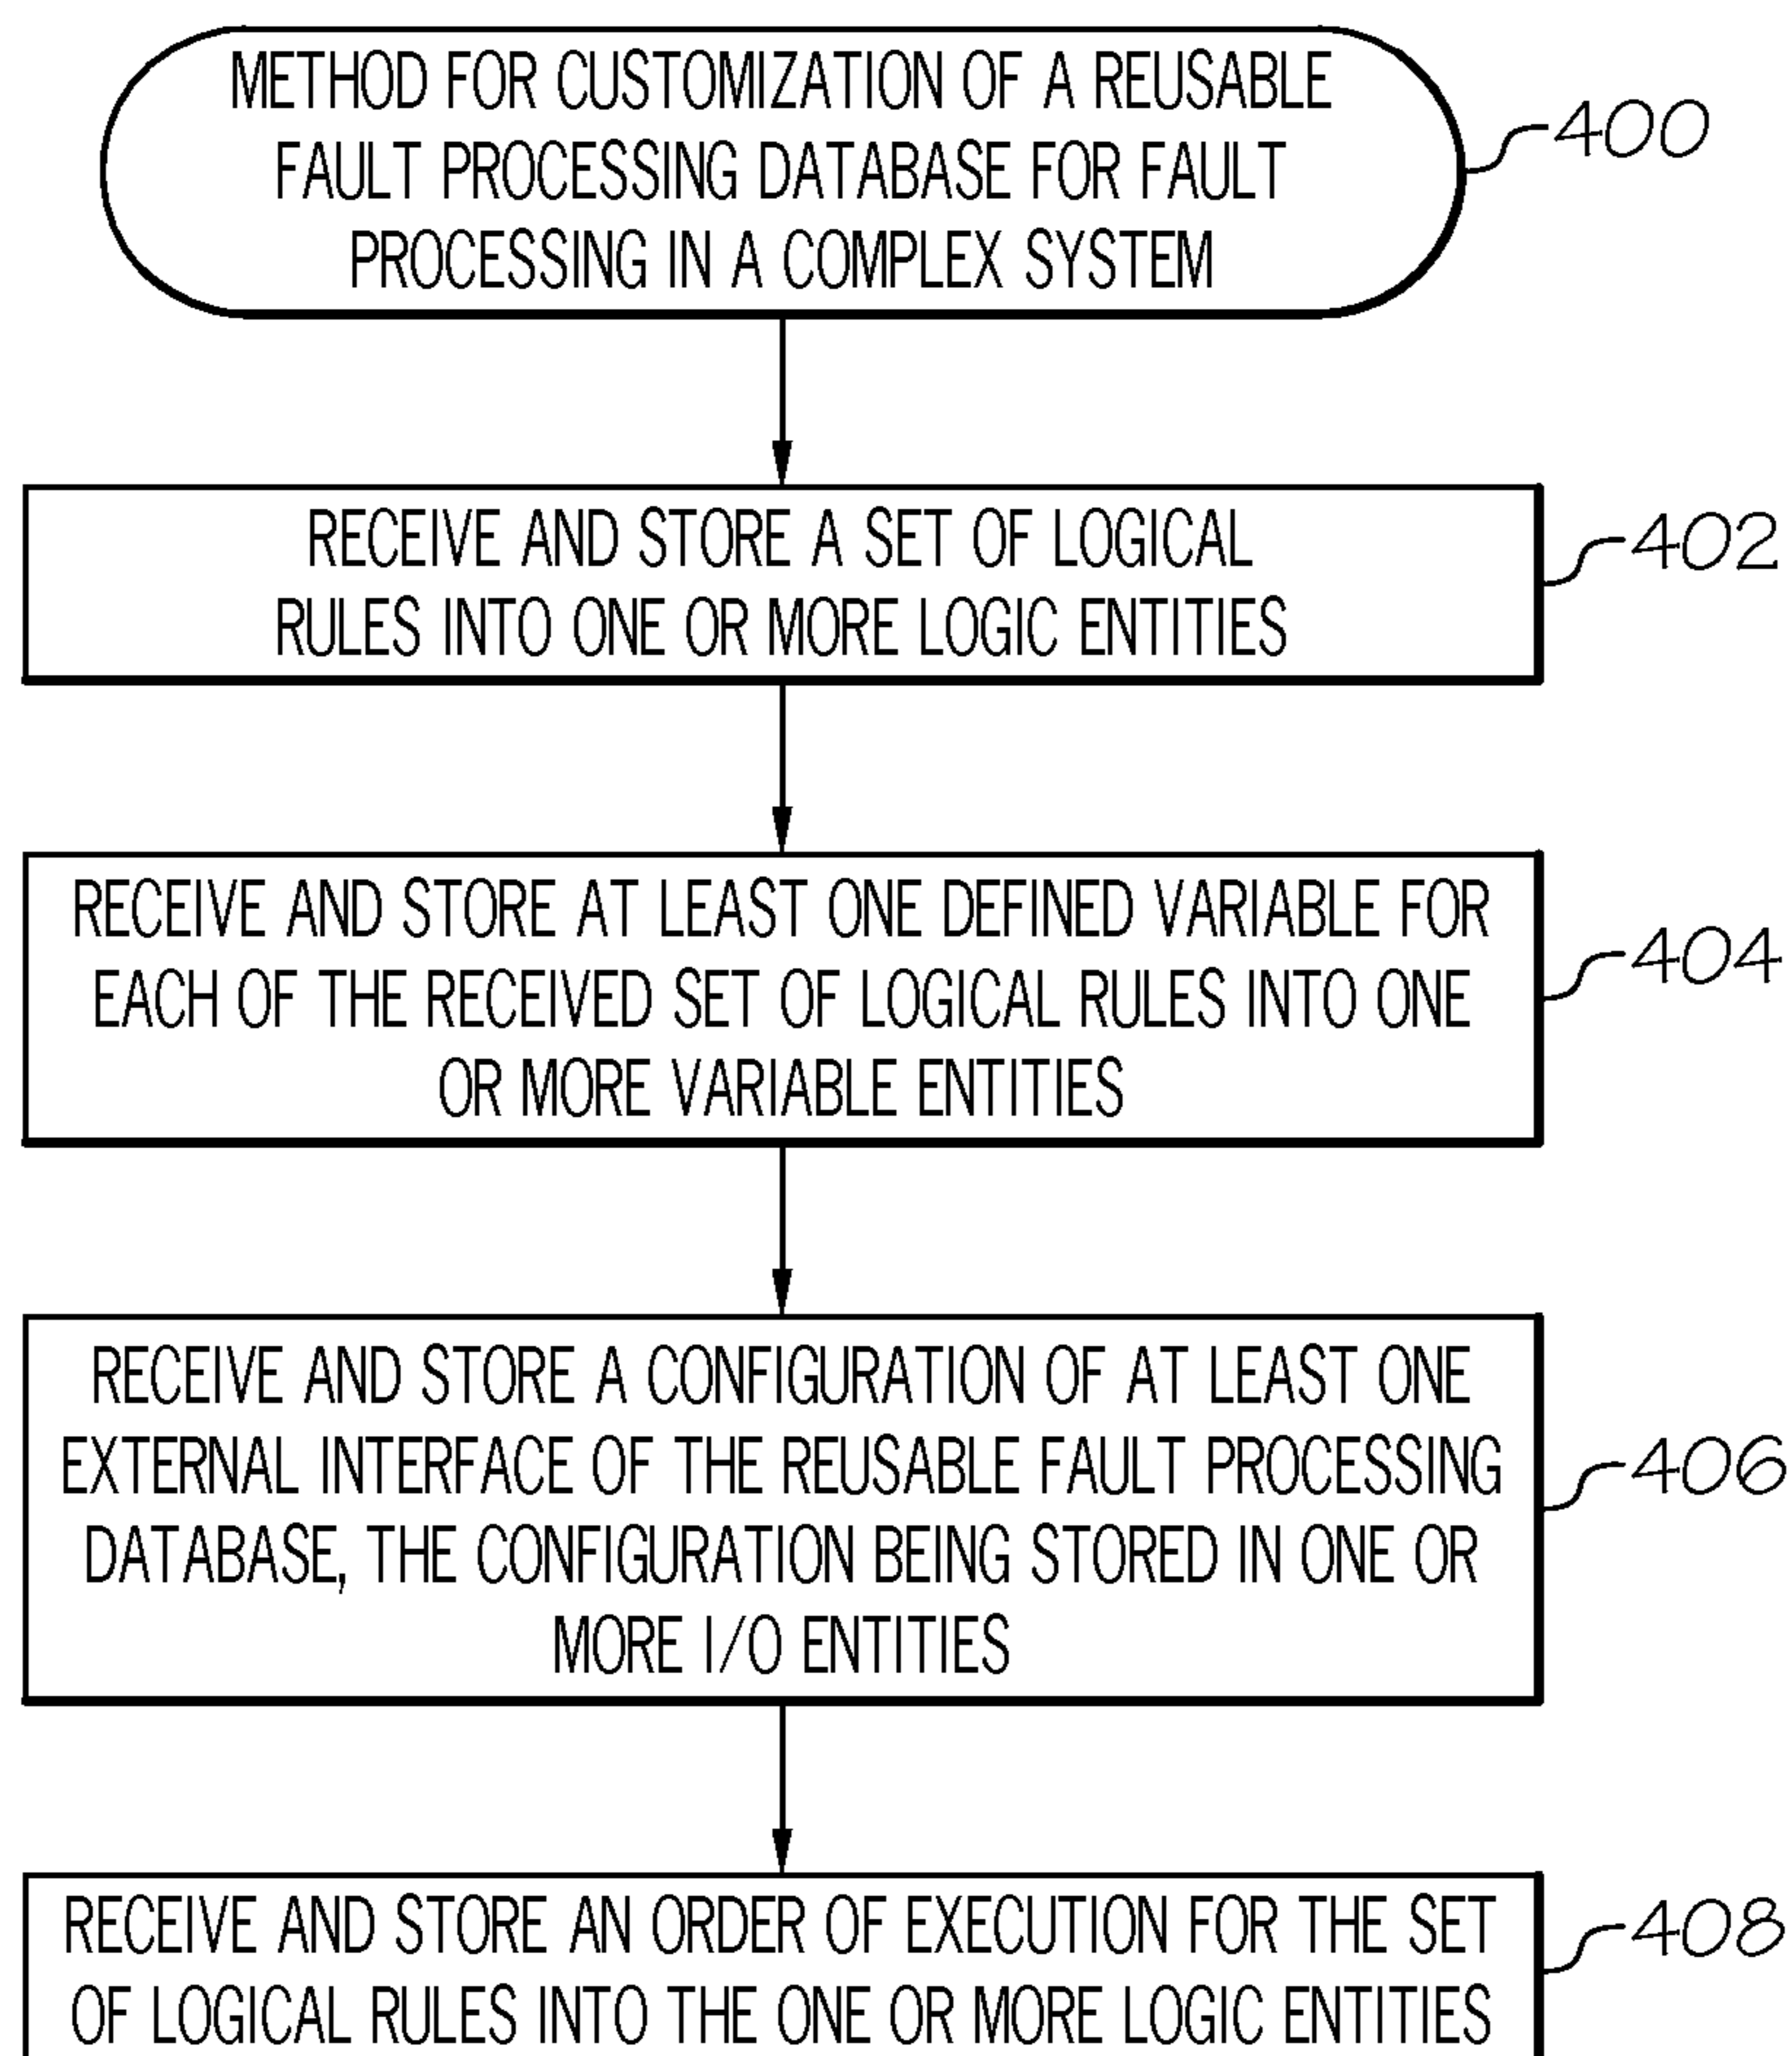 METHOD FOR CUSTOMIZATION OF A REUSABLE
FAULT PROCESSING DATABASE FOR FAULT
PROCESSING IN A COMPLEX SYSTEM
400
RECEIVE AND STORE A SET OF LOGICAL
RULES INTO ONE OR MORE LOGIC ENTITIES
402
RECEIVE AND STORE AT LEAST ONE DEFINED VARIABLE FOR
EACH OF THE RECEIVED SET OF LOGICAL RULES INTO ONE
OR MORE VARIABLE ENTITIES
404
RECEIVE AND STORE A CONFIGURATION OF AT LEAST ONE
EXTERNAL INTERFACE OF THE REUSABLE FAULT PROCESSING
DATABASE, THE CONFIGURATION BEING STORED IN ONE OR
MORE I/O ENTITIES
406
RECEIVE AND STORE AN ORDER OF EXECUTION FOR THE SET
OF LOGICAL RULES INTO THE ONE OR MORE LOGIC ENTITIES
408